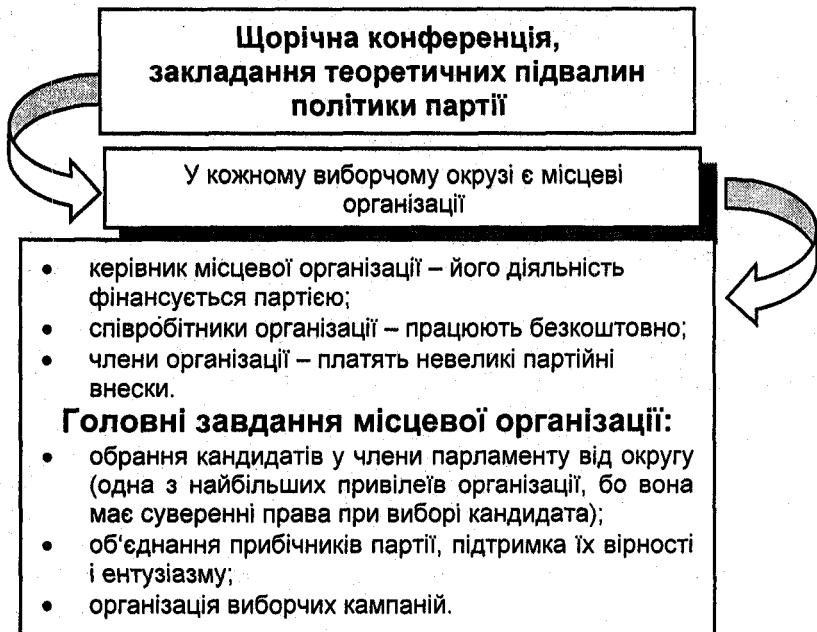 Щорічна конференція,
закладання теоретичних підвалин
політики партії
У кожному виборчому окрузі є місцеві
організації
• керівник місцевої організації – його діяльність
фінансується партією;
• співробітники організації – працюють безкоштовно;
• члени організації – платять невеликі партійні
внески.
Головні завдання місцевої організації:
• обрання кандидатів у члени парламенту від округу
(одна з найбільших привілеїв організації, бо вона
має суверенні права при виборі кандидата);
• об'єднання прибічників партії, підтримка їх вірності
і ентузіазму;
• організація виборчих кампаній.